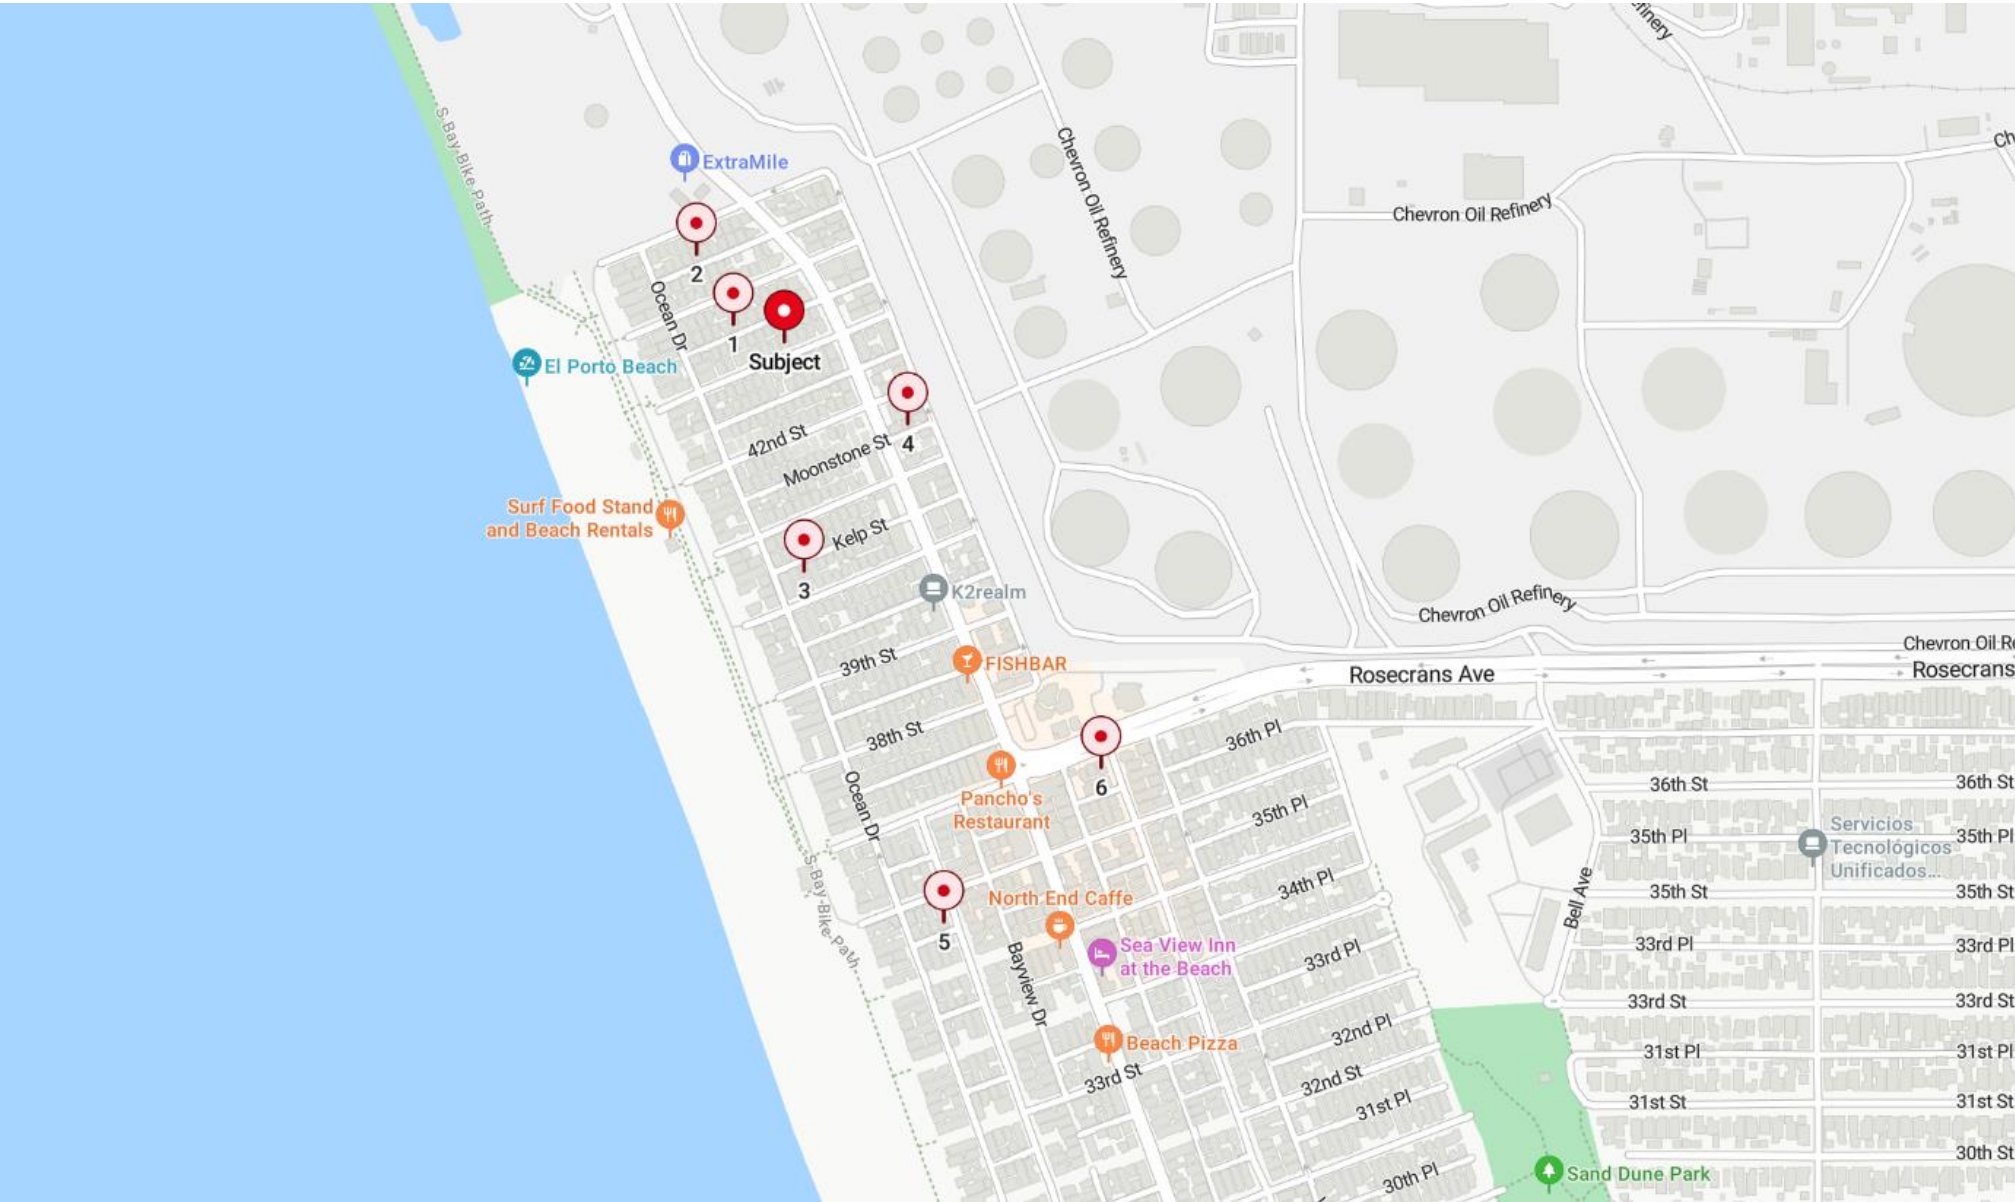 finery
Ch
S Bay Bike Path
ExtraMile
Chevron Oil Refinery
Chevron Oil Refinery
2
Ocean Dr
1
Subject
El Porto Beach
4
42nd St
Moonstone St
Surf Food Stand
and Beach Rentals
Kelp St
3
K2realm
Chevron Oil Refinery
39th St
FISHBAR
Rosecrans Ave
Chevron Oil Re
Rosecrans
38th St
36th Pl
6
Pancho's
Restaurant
Ocean Dr
35th Pl
36th St
36th St
35th Pl
Servicios
Tecnológicos
Unificados...
35th Pl
S Bay Bike Path
34th Pl
Bell Ave
35th St
35th St
North End Caffe
5
Sea View Inn
at the Beach
Bayview Dr
33rd Pl
33rd Pl
33rd Pl
33rd St
33rd St
32nd Pl
Beach Pizza
31st Pl
31st Pl
33rd St
32nd St
31st Pl
31st St
31st St
30th St
30th Pl
Sand Dune Park